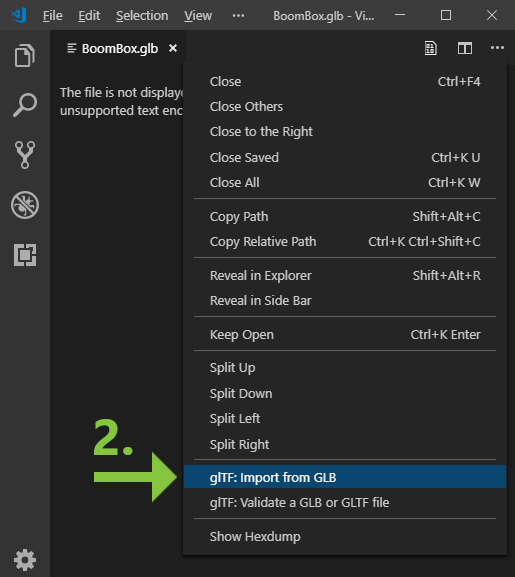 File Edit Selection View BoomBox.glb - Vi...
BoomBox.glb
The file is not displaye
unsupported text enc
Close Ctrl+F4
Close Others
Close to the Right
Close Saved Ctrl+K U
Close All Ctrl+K W
Copy Path Shift+Alt+C
Copy Relative Path Ctrl+K Ctrl+Shift+C
Reveal in Explorer Shift+Alt+R
Reveal in Side Bar
Keep Open Ctrl+K Enter
Split Up
Split Down
Split Left
Split Right
2.
glTF: Import from GLB
glTF: Validate a GLB or GLTF file
Show Hexdump